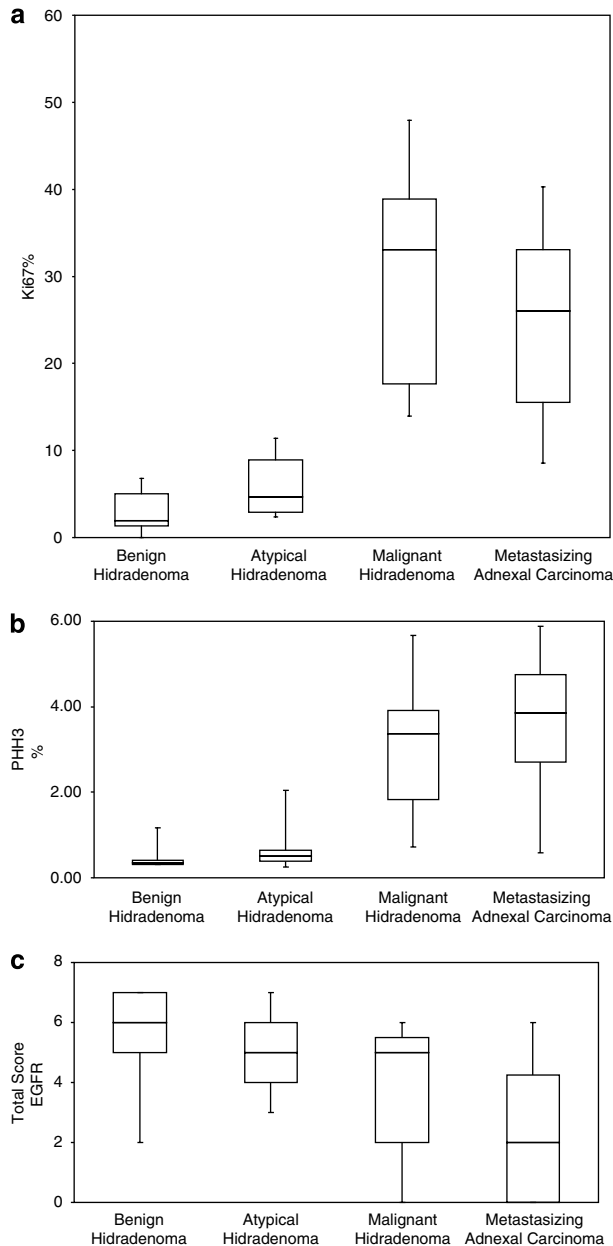 a
60
50
40
30
20
10
0
Ki67%
Benign
Hidradenoma
Atypical
Hidradenoma
Malignant
Hidradenoma
Metastasizing
Adnexal Carcinoma
b
6.00
4.00
2.00
0.00
PHH3
%
Benign
Hidradenoma
Atypical
Hidradenoma
Malignant
Hidradenoma
Metastasizing
Adnexal Carcinoma
c
8
6
4
2
0
Total Score
EGFR
Benign
Hidradenoma
Atypical
Hidradenoma
Malignant
Hidradenoma
Metastasizing
Adnexal Carcinoma